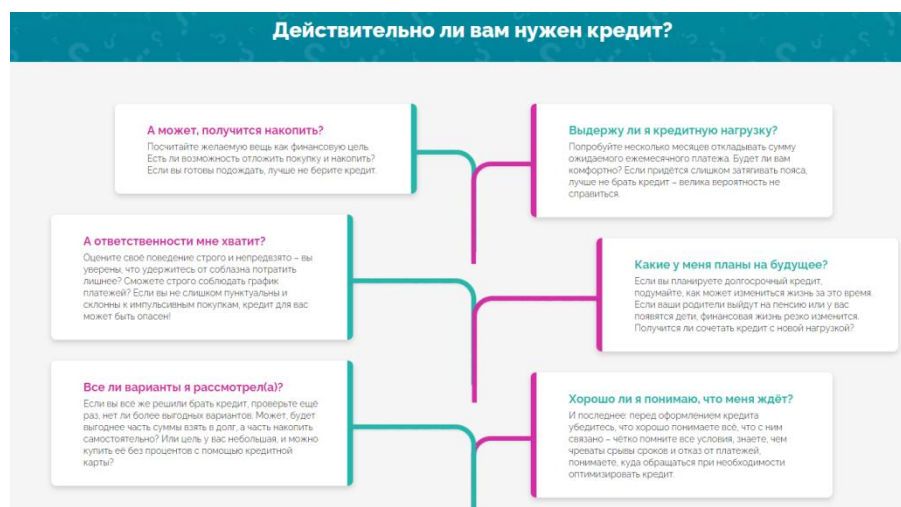 Действительно ли вам нужен кредит?
А может, получится накопить?
Посчитайте желаемую вещь как финансовую цель.
Есть ли возможность отложить покупку и накопить?
Если вы готовы подождать, лучше не берите кредит.
Выдержу ли я кредитную нагрузку?
Попробуйте несколько месяцев откладывать сумму
ожидаемого ежемесячного платежа. Будет ли вам
комфортно? Если придётся слишком затягивать пояса,
лучше не брать кредит – велика вероятность не
справиться.
А ответственности мне хватит?
Оцените своё поведение строго и непредвзято – вы
уверены, что удержитесь от соблазна потратить
лишнее? Сможете строго соблюдать график
платежей? Если вы не слишком пунктуальны и
склонны к импульсивным покупкам, кредит для вас
может быть опасен!
Какие у меня планы на будущее?
Если вы планируете долгосрочный кредит,
подумайте, как может измениться жизнь за это время.
Если ваши родители выйдут на пенсию или у вас
появятся дети, финансовая жизнь резко изменится.
Получится ли сочетать кредит с новой нагрузкой?
Все ли варианты я рассмотрел(а)?
Если вы всё же решили брать кредит, проверьте ещё
раз, нет ли более выгодных вариантов. Может, будет
выгоднее часть суммы взять в долг, а часть накопить
самостоятельно? Или цель у вас небольшая, и можно
купить её без процентов с помощью кредитной
карты?
Хорошо ли я понимаю, что меня ждёт?
И последнее: перед оформлением кредита
убедитесь, что хорошо понимаете всё, что с ним
связано – чётко помните все условия, знаете, чем
чреваты срывы сроков и отказ от платежей,
понимаете, куда обращаться при необходимости
оптимизировать кредит.